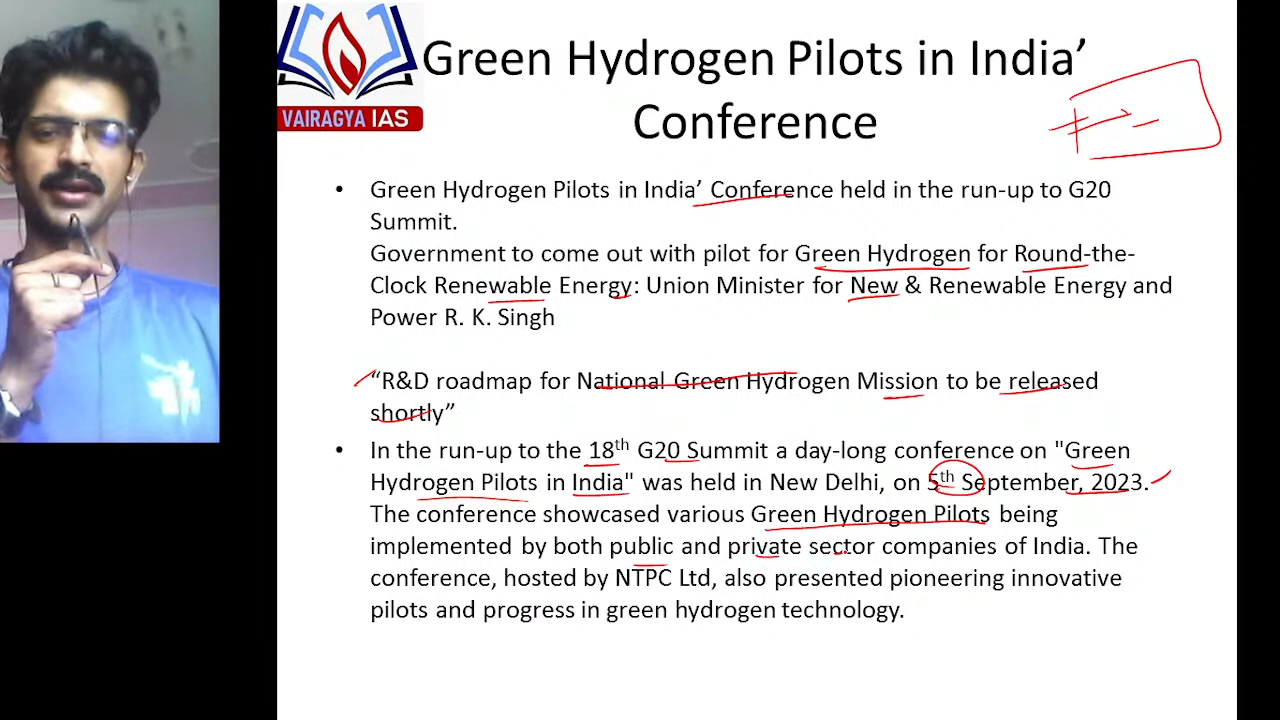 Green Hydrogen Pilots in India’
Conference
VAIRAGYA IAS
• Green Hydrogen Pilots in India’ Conference held in the run-up to G20
Summit.
Government to come out with pilot for Green Hydrogen for Round-the-
Clock Renewable Energy: Union Minister for New & Renewable Energy and
Power R. K. Singh
“R&D roadmap for National Green Hydrogen Mission to be released
shortly”
• In the run-up to the 18th G20 Summit a day-long conference on "Green
Hydrogen Pilots in India" was held in New Delhi, on 5th September, 2023.
The conference showcased various Green Hydrogen Pilots being
implemented by both public and private sector companies of India. The
conference, hosted by NTPC Ltd, also presented pioneering innovative
pilots and progress in green hydrogen technology.